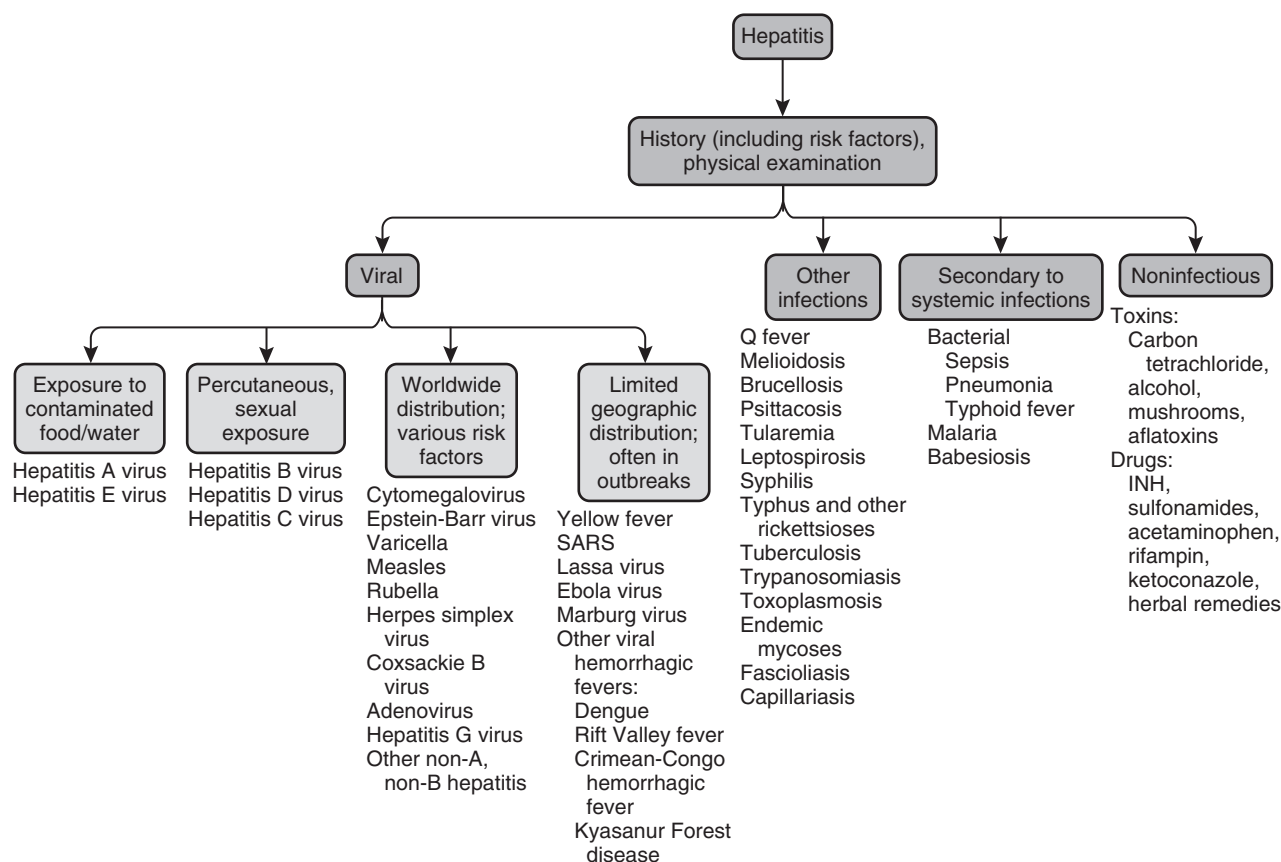 Hepatitis
History (including risk factors),
physical examination
Viral
Other
infections
Secondary to
systemic infections
Noninfectious
Exposure to
contaminated
food/water
Hepatitis A virus
Hepatitis E virus
Percutaneous,
sexual
exposure
Hepatitis B virus
Hepatitis D virus
Hepatitis C virus
Worldwide
distribution;
various risk
factors
Cytomegalovirus
Epstein-Barr virus
Varicella
Measles
Rubella
Herpes simplex
virus
Coxsackie B
virus
Adenovirus
Hepatitis G virus
Other non-A,
non-B hepatitis
Limited
geographic
distribution;
often in
outbreaks
Yellow fever
SARS
Lassa virus
Ebola virus
Marburg virus
Other viral
hemorrhagic
fevers:
Dengue
Rift Valley fever
Crimean-Congo
hemorrhagic
fever
Kyasanur Forest
disease
Q fever
Melioidosis
Brucellosis
Psittacosis
Tularemia
Leptospirosis
Syphilis
Typhus and other
rickettsioses
Tuberculosis
Trypanosomiasis
Toxoplasmosis
Endemic
mycoses
Fascioliasis
Capillariasis
Bacterial
Sepsis
Pneumonia
Typhoid fever
Malaria
Babesiosis
Toxins:
Carbon
tetrachloride,
alcohol,
mushrooms,
aflatoxins
Drugs:
INH,
sulfonamides,
acetaminophen,
rifampin,
ketoconazole,
herbal remedies